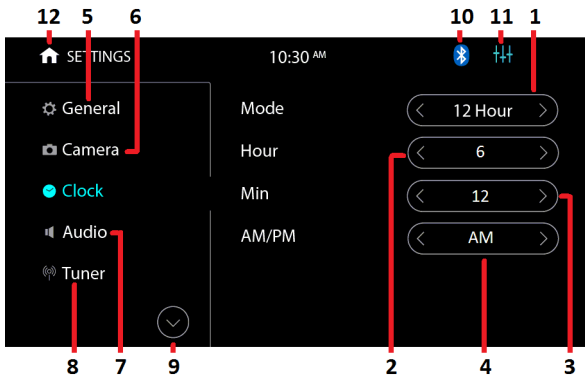 12 5 6 10 11 1
SETTINGS 10:30 AM
General Mode 12 Hour
Camera Hour 6
Clock Min 12
Audio AM/PM AM
Tuner
8 7 9 2 4 3